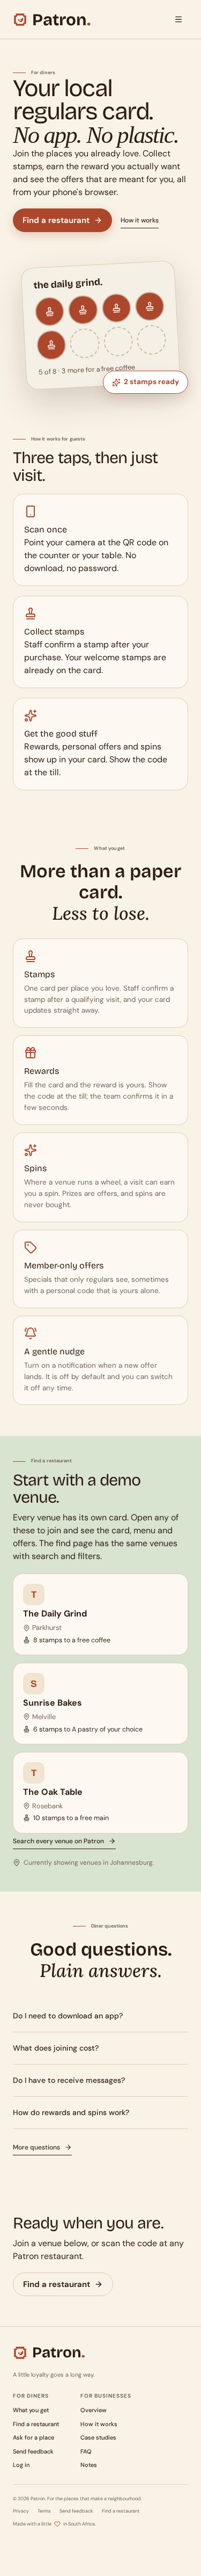 Patron.
For diners
Your local
regulars card.
No app. No plastic.
Join the places you already love. Collect
stamps, earn the reward you actually want
and see the offers that are meant for you, all
from your phone's browser.
Find a restaurant
How it works
the daily grind.
5 of 8 · 3 more for a free coffee
2 stamps ready
How it works for guests
Three taps, then just
visit.
Scan once
Point your camera at the QR code on
the counter or your table. No
download, no password.
Collect stamps
Staff confirm a stamp after your
purchase. Your welcome stamps are
already on the card.
Get the good stuff
Rewards, personal offers and spins
show up in your card. Show the code
at the till.
What you get
More than a paper
card.
Less to lose.
Stamps
One card per place you love. Staff confirm a
stamp after a qualifying visit, and your card
updates straight away.
Rewards
Fill the card and the reward is yours. Show
the code at the till; the team confirms it in a
few seconds.
Spins
Where a venue runs a wheel, a visit can earn
you a spin. Prizes are offers, and spins are
never bought.
Member-only offers
Specials that only regulars see, sometimes
with a personal code that is yours alone.
A gentle nudge
Turn on a notification when a new offer
lands. It is off by default and you can switch
it off any time.
Find a restaurant
Start with a demo
venue.
Every venue has its own card. Open any of
these to join and see the card, menu and
offers. The find page has the same venues
with search and filters.
T
The Daily Grind
Parkhurst
8 stamps to a free coffee
S
Sunrise Bakes
Melville
6 stamps to A pastry of your choice
T
The Oak Table
Rosebank
10 stamps to a free main
Search every venue on Patron
Currently showing venues in Johannesburg.
Diner questions
Good questions.
Plain answers.
Do I need to download an app?
What does joining cost?
Do I have to receive messages?
How do rewards and spins work?
More questions
Ready when you are.
Join a venue below, or scan the code at any
Patron restaurant.
Find a restaurant
Patron.
A little loyalty goes a long way.
FOR DINERS
What you get
Find a restaurant
Ask for a place
Send feedback
Log in
FOR BUSINESSES
Overview
How it works
Case studies
FAQ
Notes
© 2026 Patron. For the places that make a neighbourhood.
Privacy Terms Send feedback Find a restaurant
Made with a little in South Africa.